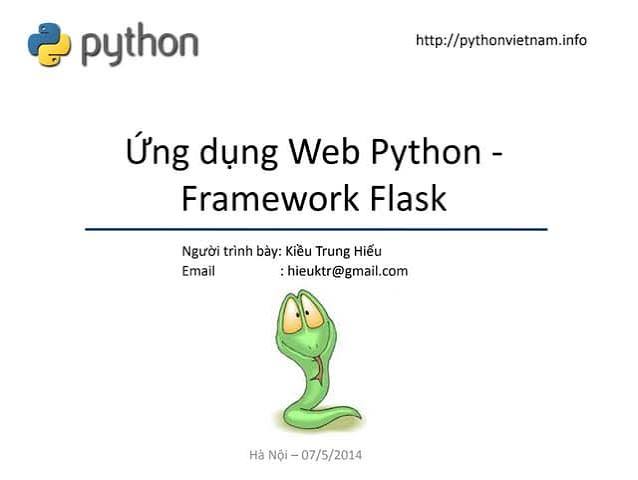 python
http://pythonvietnam.info
Ứng dụng Web Python -
Framework Flask
Người trình bày: Kiều Trung Hiếu
Email : hieuktr@gmail.com
Hà Nội – 07/5/2014